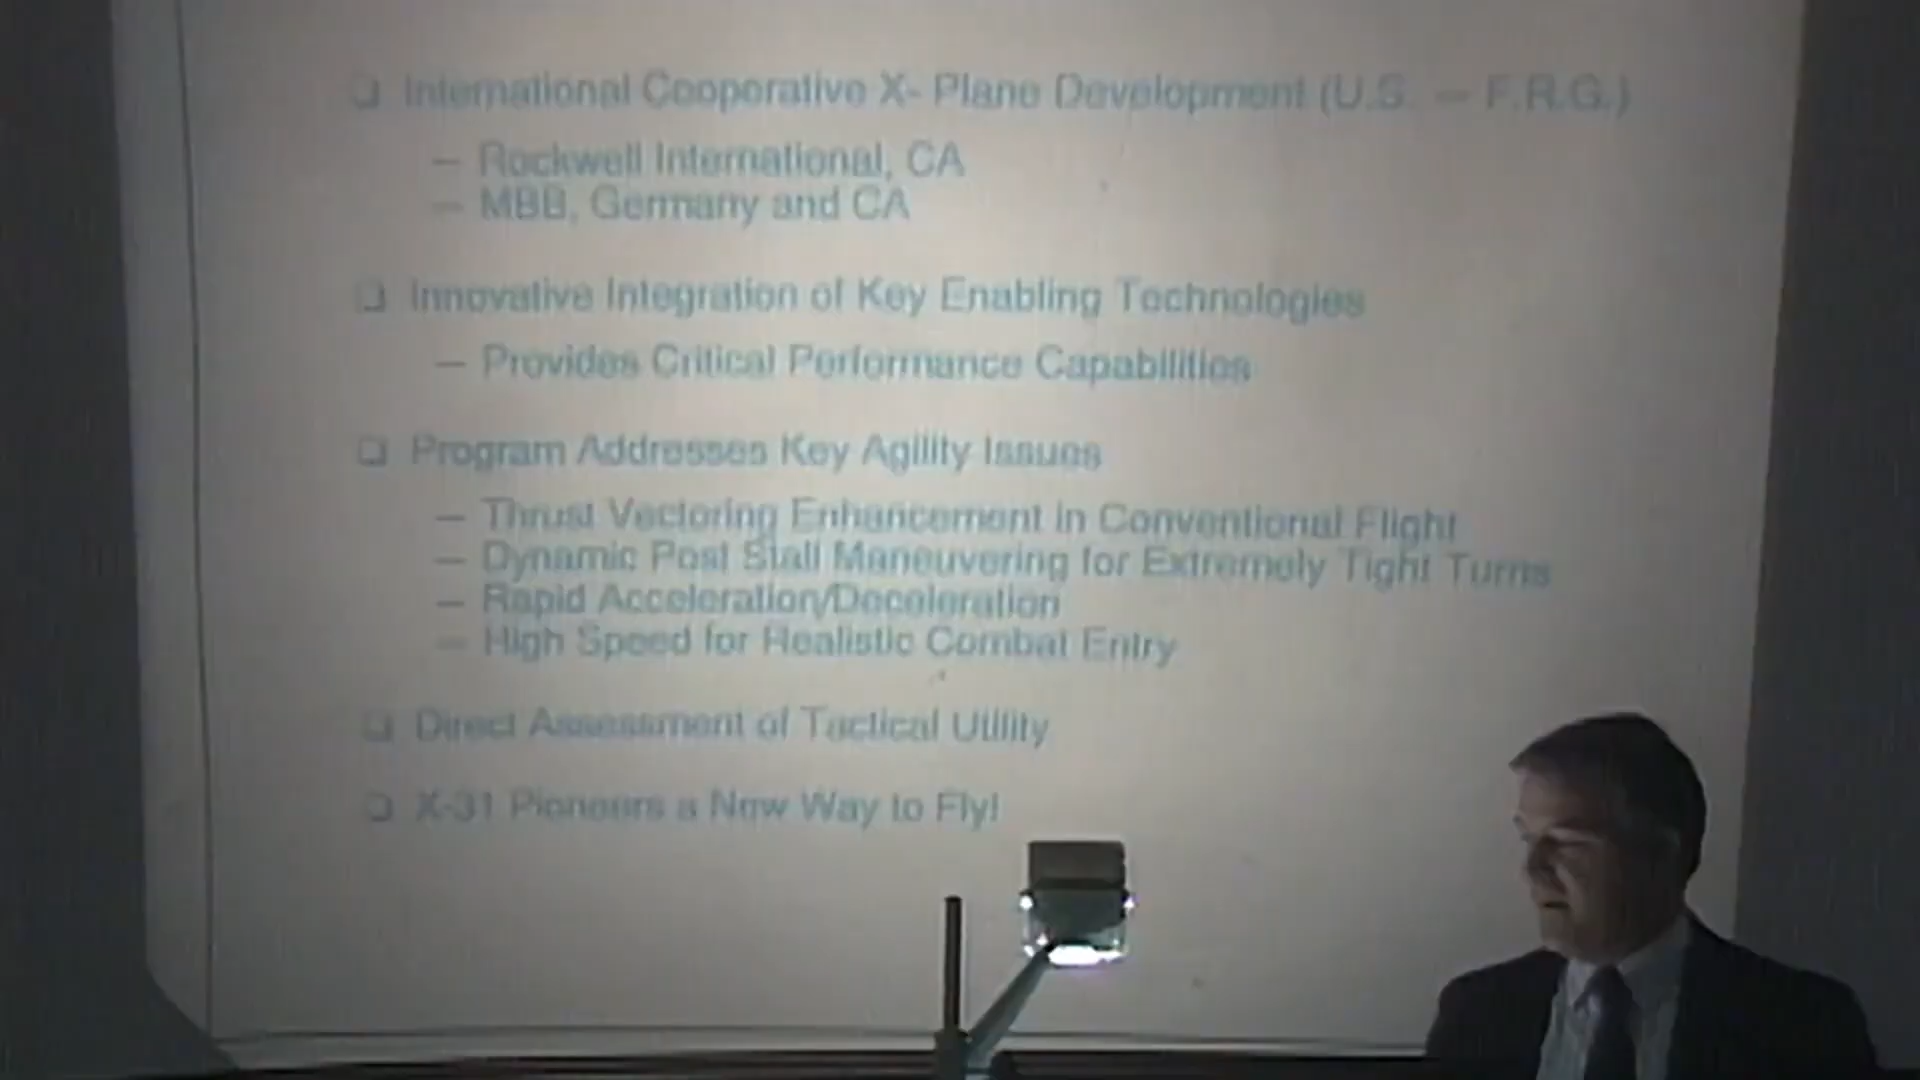 ❏ International Cooperative X- Plane Development (U.S. — F.R.G.)
— Rockwell International, CA
— MBB, Germany and CA
❏ Innovative Integration of Key Enabling Technologies
— Provides Critical Performance Capabilities
❏ Program Addresses Key Agility Issues
— Thrust Vectoring Enhancement in Conventional Flight
— Dynamic Post Stall Maneuvering for Extremely Tight Turns
— Rapid Acceleration/Deceleration
— High Speed for Realistic Combat Entry
❏ Direct Assessment of Tactical Utility
❏ X-31 Pioneers a New Way to Fly!